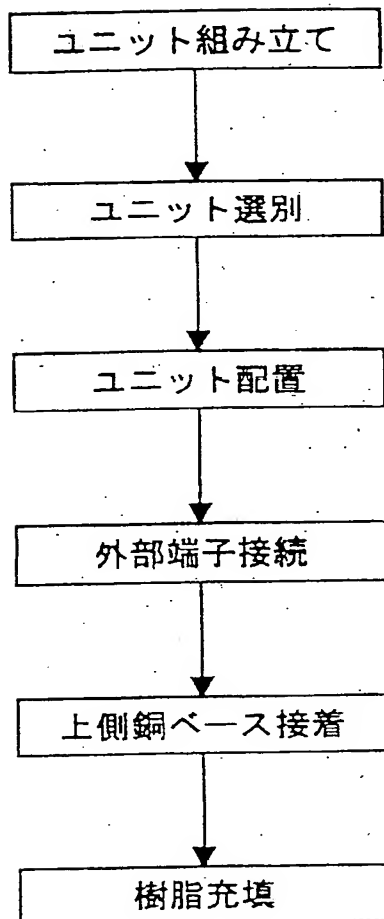 ユニット組み立て
ユニット選別
ユニット配置
外部端子接続
上側銅ベース接着
樹脂充填